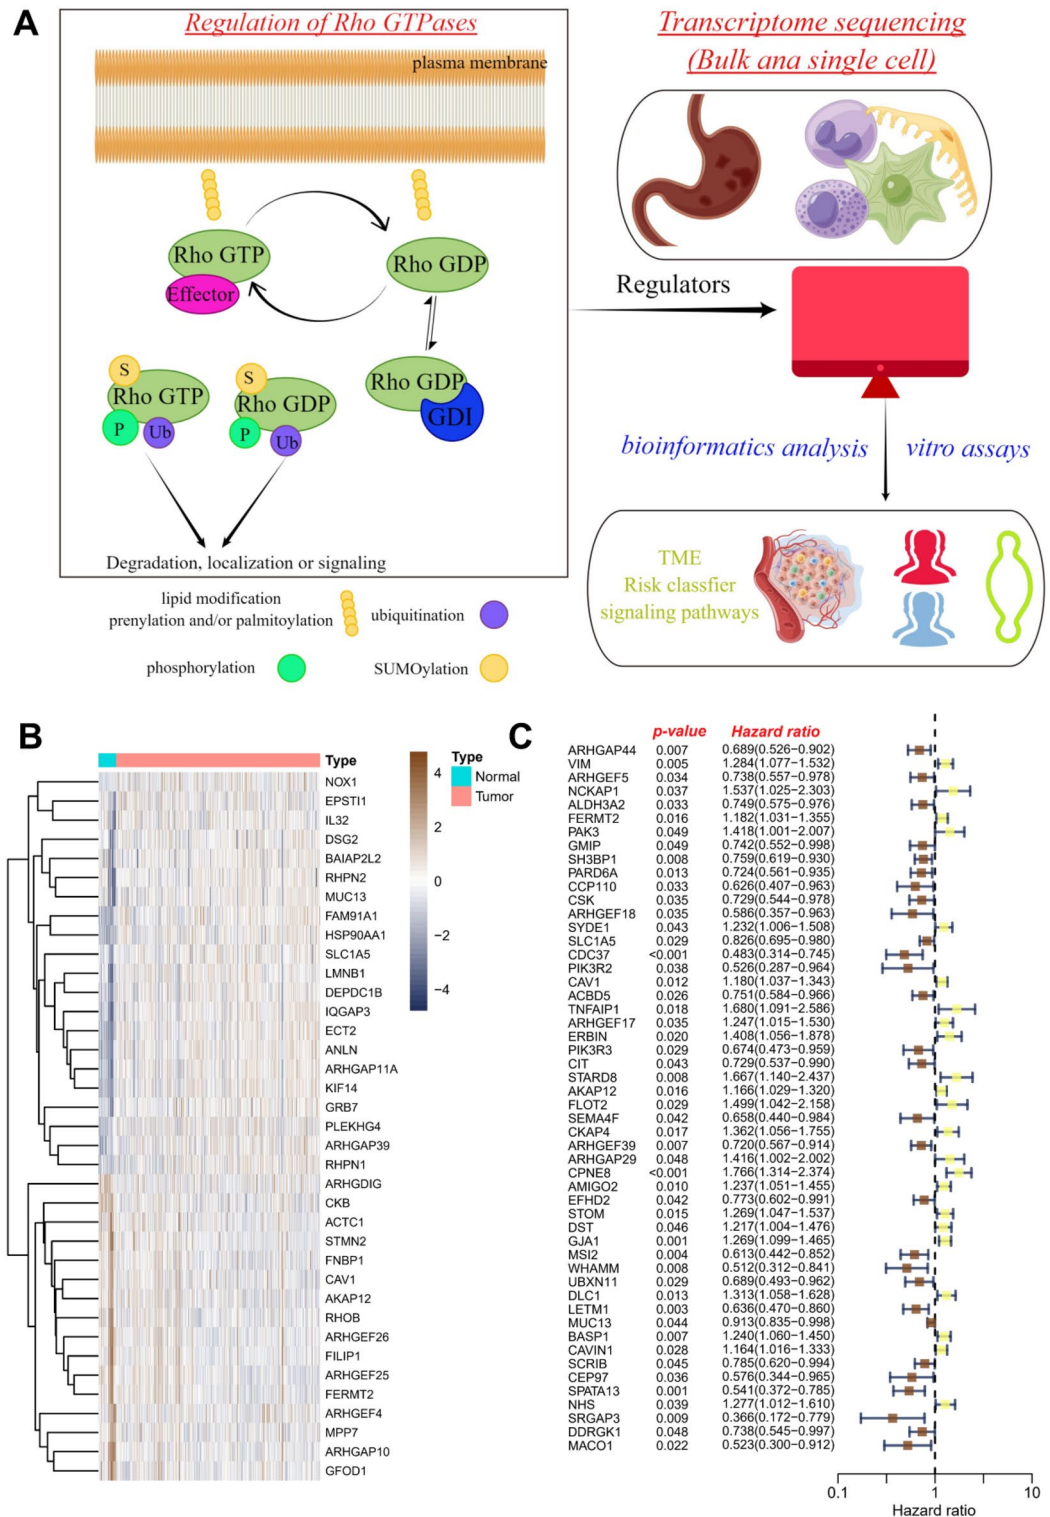 A
Regulation of Rho GTPases
plasma membrane
Rho GTP
Effector
Rho GDP
S
Rho GTP
P
Ub
S
Rho GDP
P
Ub
Rho GDP
GDI
Degradation, localization or signaling
lipid modification
prenylation and/or palmitoylation
ubiquitination
phosphorylation
SUMOylation
Transcriptome sequencing
(Bulk ana single cell)
Regulators
bioinformatics analysis
vitro assays
TME
Risk classfier
signaling pathways
B
Type
NOX1
EPSTI1
IL32
DSG2
BAIAP2L2
RHPN2
MUC13
FAM91A1
HSP90AA1
SLC1A5
LMNB1
DEPDC1B
IQGAP3
ECT2
ANLN
ARHGAP11A
KIF14
GRB7
PLEKHG4
ARHGAP39
RHPN1
ARHGDIG
CKB
ACTC1
STMN2
FNBP1
CAV1
AKAP12
RHOB
ARHGEF26
FILIP1
ARHGEF25
FERMT2
ARHGEF4
MPP7
ARHGAP10
GFOD1
4
2
0
−2
−4
Type
Normal
Tumor
C
p-value Hazard ratio
ARHGAP44 0.007 0.689(0.526−0.902)
VIM 0.005 1.284(1.077−1.532)
ARHGEF5 0.034 0.738(0.557−0.978)
NCKAP1 0.037 1.537(1.025−2.303)
ALDH3A2 0.033 0.749(0.575−0.976)
FERMT2 0.016 1.182(1.031−1.355)
PAK3 0.049 1.418(1.001−2.007)
GMIP 0.049 0.742(0.552−0.998)
SH3BP1 0.008 0.759(0.619−0.930)
PARD6A 0.013 0.724(0.561−0.935)
CCP110 0.033 0.626(0.407−0.963)
CSK 0.035 0.729(0.544−0.978)
ARHGEF18 0.035 0.586(0.357−0.963)
SYDE1 0.043 1.232(1.006−1.508)
SLC1A5 0.029 0.826(0.695−0.980)
CDC37 <0.001 0.483(0.314−0.745)
PIK3R2 0.038 0.526(0.287−0.964)
CAV1 0.012 1.180(1.037−1.343)
ACBD5 0.026 0.751(0.584−0.966)
TNFAIP1 0.018 1.680(1.091−2.586)
ARHGEF17 0.035 1.247(1.015−1.530)
ERBIN 0.020 1.408(1.056−1.878)
PIK3R3 0.029 0.674(0.473−0.959)
CIT 0.043 0.729(0.537−0.990)
STARD8 0.008 1.667(1.140−2.437)
AKAP12 0.016 1.166(1.029−1.320)
FLOT2 0.029 1.499(1.042−2.158)
SEMA4F 0.042 0.658(0.440−0.984)
CKAP4 0.017 1.362(1.056−1.755)
ARHGEF39 0.007 0.720(0.567−0.914)
ARHGAP29 0.048 1.416(1.002−2.002)
CPNE8 <0.001 1.766(1.314−2.374)
AMIGO2 0.010 1.237(1.051−1.455)
EFHD2 0.042 0.773(0.602−0.991)
STOM 0.015 1.269(1.047−1.537)
DST 0.046 1.217(1.004−1.476)
GJA1 0.001 1.269(1.099−1.465)
MSI2 0.004 0.613(0.442−0.852)
WHAMM 0.008 0.512(0.312−0.841)
UBXN11 0.029 0.689(0.493−0.962)
DLC1 0.013 1.313(1.058−1.628)
LETM1 0.003 0.636(0.470−0.860)
MUC13 0.044 0.913(0.835−0.998)
BASP1 0.007 1.240(1.060−1.450)
CAVIN1 0.028 1.164(1.016−1.333)
SCRIB 0.045 0.785(0.620−0.994)
CEP97 0.036 0.576(0.344−0.965)
SPATA13 0.001 0.541(0.372−0.785)
NHS 0.039 1.277(1.012−1.610)
SRGAP3 0.009 0.366(0.172−0.779)
DDRGK1 0.048 0.738(0.545−0.997)
MACO1 0.022 0.523(0.300−0.912)
0.1 1 10
Hazard ratio